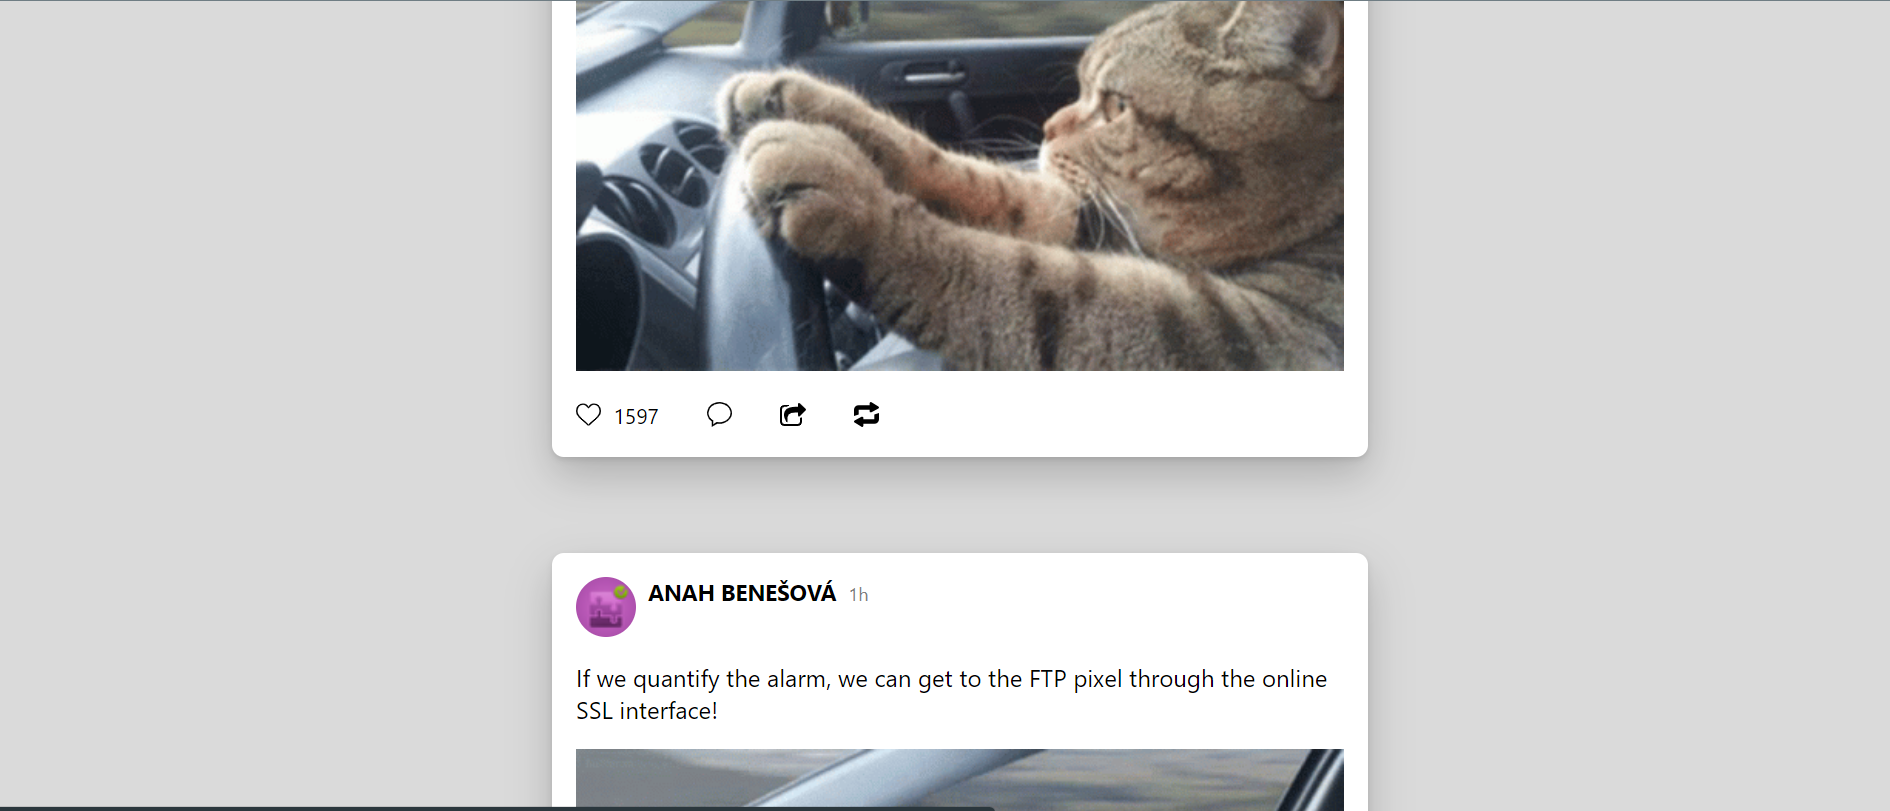 1597
ANAH BENEŠOVÁ 1h
If we quantify the alarm, we can get to the FTP pixel through the online
SSL interface!